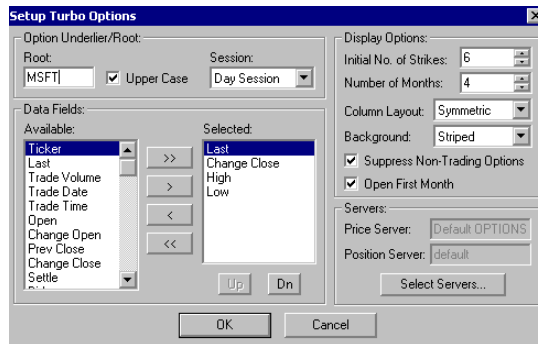 Setup Turbo Options
Option Underlier/Root:
Root:
MSFT
Upper Case
Session:
Day Session
Data Fields:
Available:
Ticker
Last
Trade Volume
Trade Date
Trade Time
Open
Change Open
Prev Close
Change Close
Settle
>>
>
<
<<
Selected:
Last
Change Close
High
Low
Up
Dn
Display Options:
Initial No. of Strikes: 6
Number of Months: 4
Column Layout: Symmetric
Background: Striped
Suppress Non-Trading Options
Open First Month
Servers:
Price Server: Default OPTIONS
Position Server: default
Select Servers...
OK
Cancel